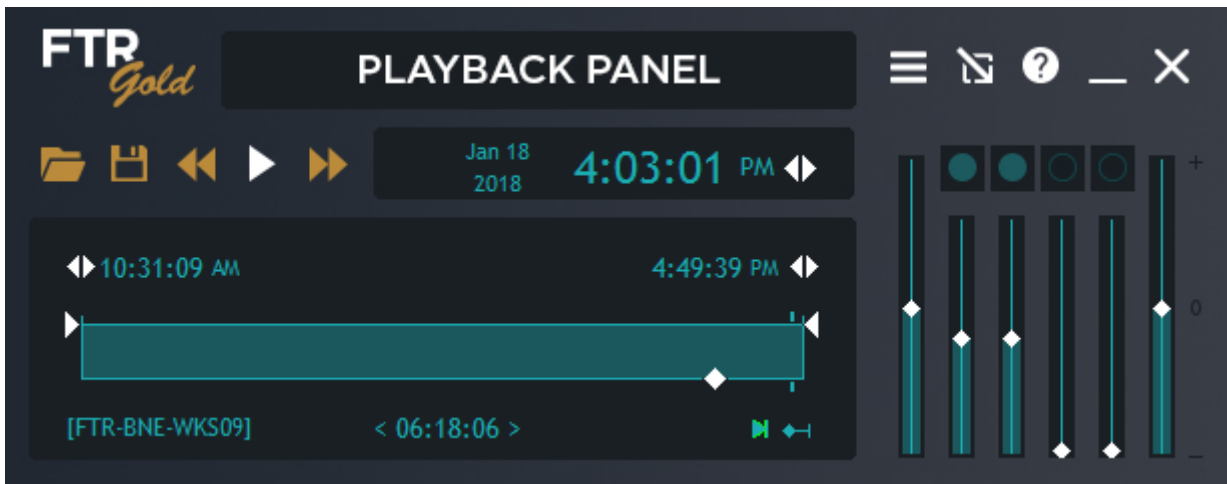 FTR
Gold
PLAYBACK PANEL
Jan 18
2018
4:03:01 PM
10:31:09 AM
4:49:39 PM
[FTR-BNE-WKS09]
< 06:18:06 >
+
0
–